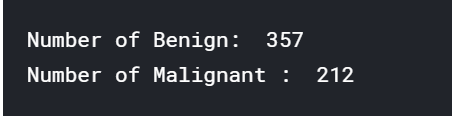 Number of Benign:  357
Number of Malignant :  212